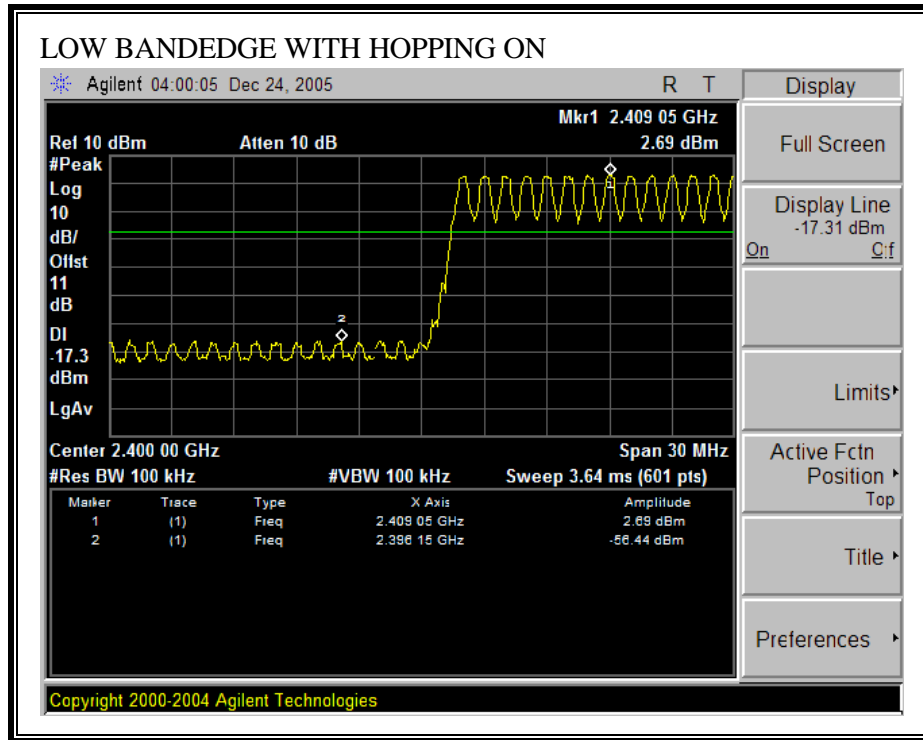 LOW BANDEDGE WITH HOPPING ON
Agilent 04:00:05 Dec 24, 2005 R T
Mkr1 2.409 05 GHz
Ref 10 dBm Atten 10 dB 2.69 dBm
#Peak
Log
10
dB/
Offst
11
dB
DI
-17.3
dBm
LgAv
1
2
Center 2.400 00 GHz Span 30 MHz
#Res BW 100 kHz #VBW 100 kHz Sweep 3.64 ms (601 pts)
Marker Trace Type X Axis Amplitude
1 (1) Freq 2.409 05 GHz 2.69 dBm
2 (1) Freq 2.396 15 GHz -56.44 dBm
Copyright 2000-2004 Agilent Technologies
Display
Full Screen
Display Line
-17.31 dBm
On
Limits
Active Fctn
Position
Top
Title
Preferences